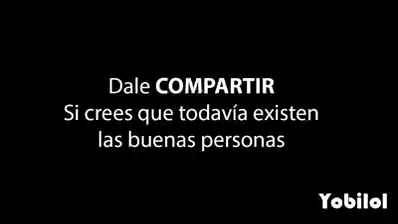 Dale COMPARTIR
Si crees que todavía existen
las buenas personas
Yobilol